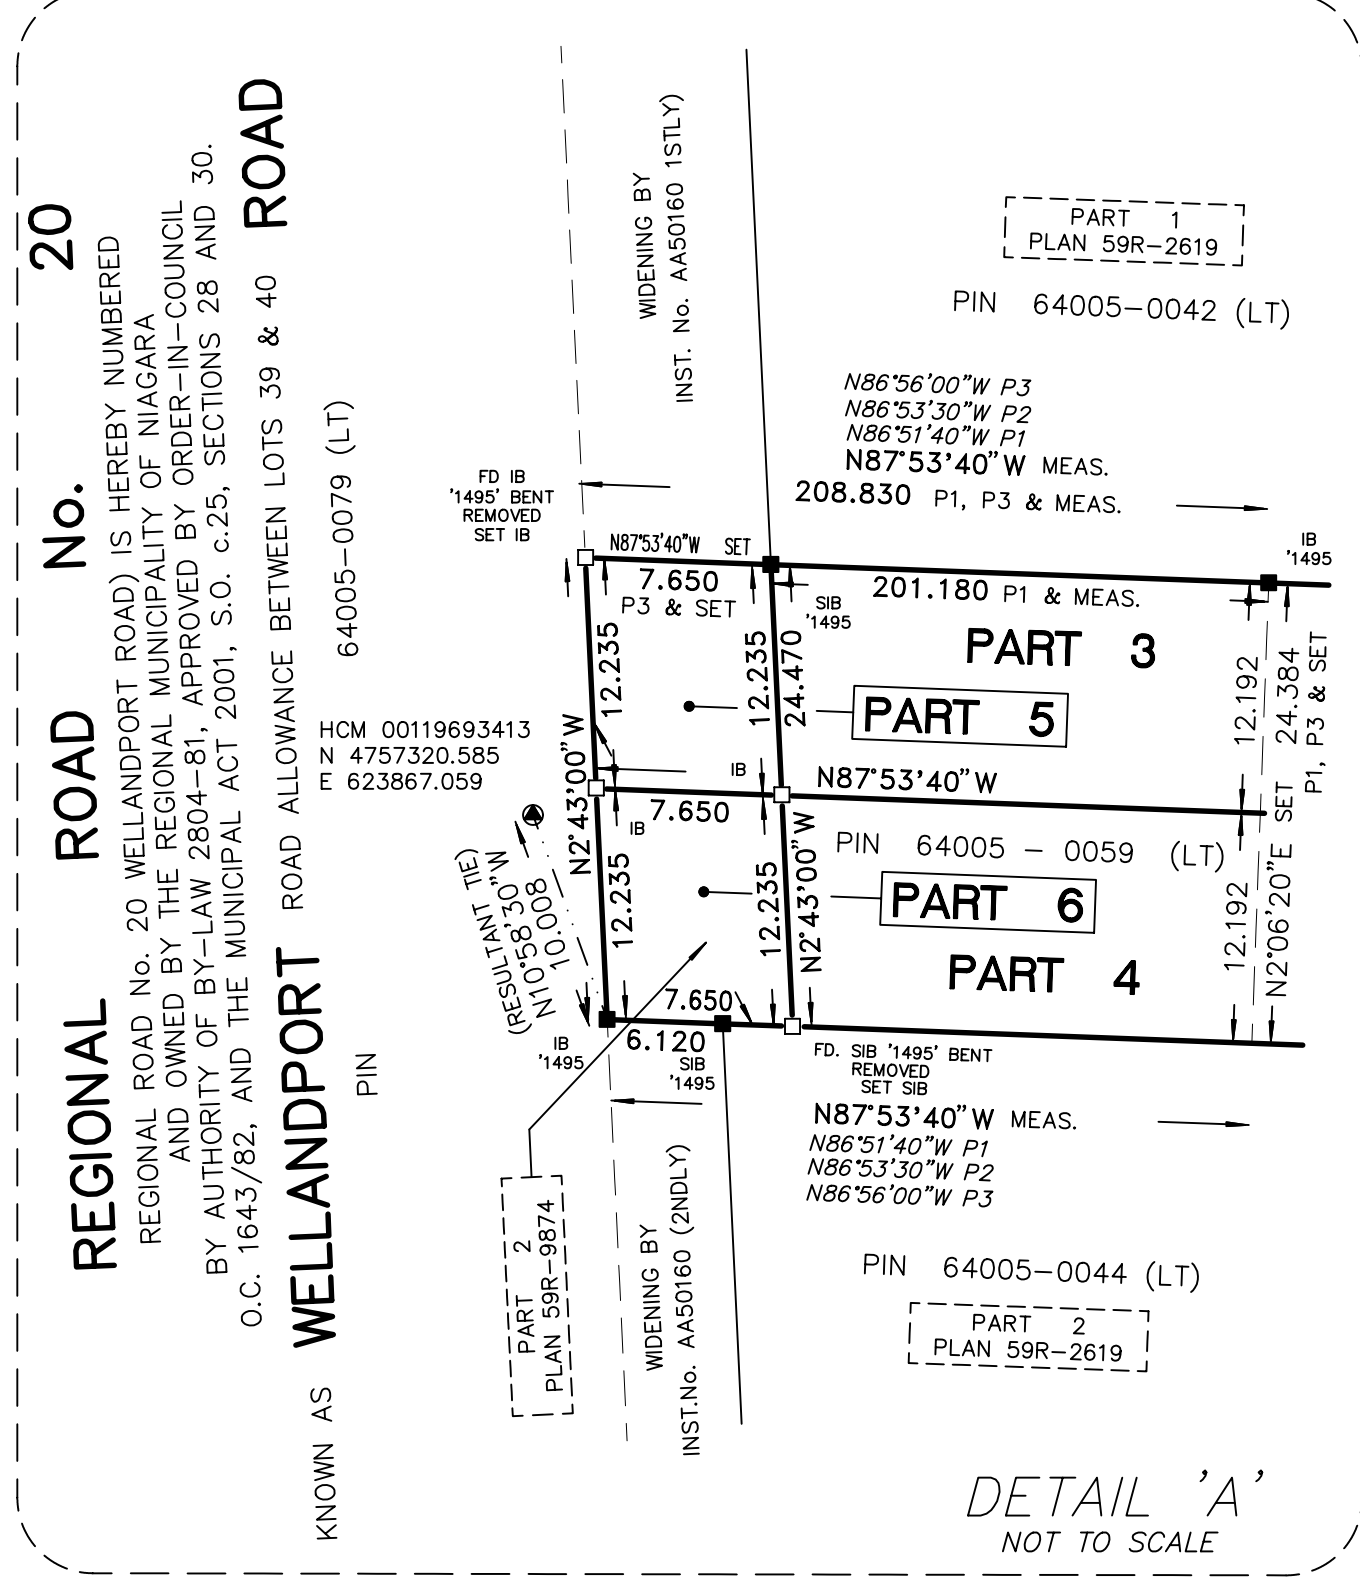 REGIONAL ROAD No. 20
REGIONAL ROAD No. 20 WELLANDPORT ROAD) IS HEREBY NUMBERED
AND OWNED BY THE REGIONAL MUNICIPALITY OF NIAGARA
BY AUTHORITY OF BY-LAW 2804-81, APPROVED BY ORDER-IN-COUNCIL
O.C. 1643/82, AND THE MUNICIPAL ACT 2001, S.O. c.25, SECTIONS 28 AND 30.
KNOWN AS WELLANDPORT ROAD ALLOWANCE BETWEEN LOTS 39 & 40 ROAD
PIN 64005-0079 (LT)
WIDENING BY
INST. No. AA50160 1STLY)
PART 1
PLAN 59R-2619
PIN 64005-0042 (LT)
N86°56'00"W P3
N86°53'30"W P2
N86°51'40"W P1
N87°53'40"W MEAS.
208.830 P1, P3 & MEAS.
FD IB
'1495' BENT
REMOVED
SET IB
N87°53'40"W SET
7.650
P3 & SET
IB
'1495
201.180 P1 & MEAS.
SIB
'1495
PART 3
12.235
12.235
24.470
12.192
24.384
P1, P3 & SET
PART 5
HCM 00119693413
N 4757320.585
E 623867.059
N2°43'00"W
IB
N87°53'40"W
7.650
IB
SET
N2°06'20"E
PIN 64005 - 0059 (LT)
(RESULTANT TIE)
N10°58'30"W
10.008
12.235
12.235
N2°43'00"W
PART 6
12.192
PART 4
7.650
6.120
IB
'1495
SIB
'1495
FD. SIB '1495' BENT
REMOVED
SET SIB
N87°53'40"W MEAS.
N86°51'40"W P1
N86°53'30"W P2
N86°56'00"W P3
PART 2
PLAN 59R-9874
WIDENING BY
INST.No. AA50160 (2NDLY)
PIN 64005-0044 (LT)
PART 2
PLAN 59R-2619
DETAIL 'A'
NOT TO SCALE